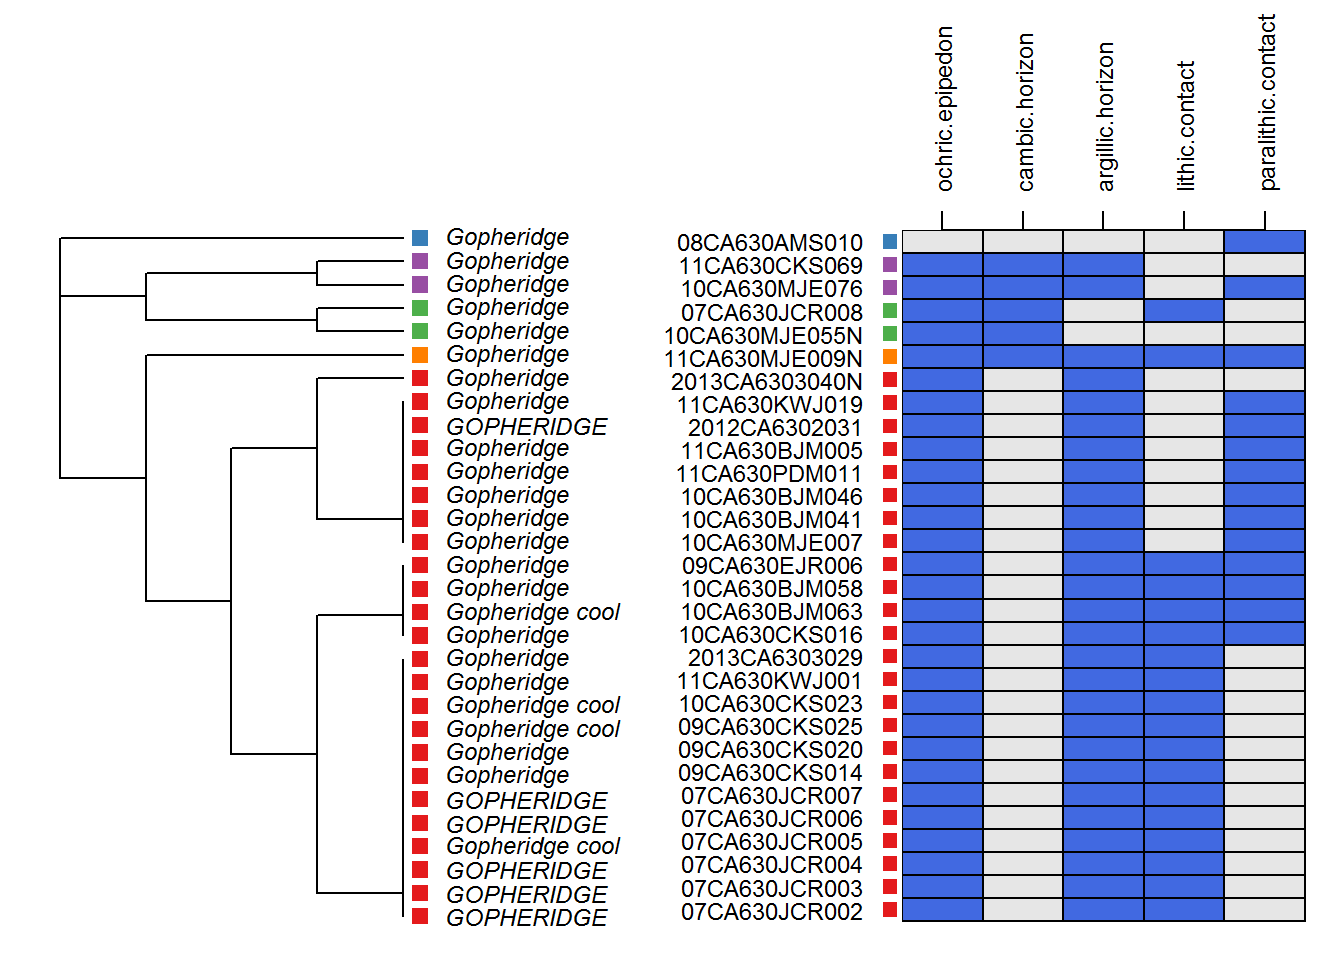 ochric.epipedon
cambic.horizon
argillic.horizon
lithic.contact
paralithic.contact
Gopheridge 08CA630AMS010
Gopheridge 11CA630CKS069
Gopheridge 10CA630MJE076
Gopheridge 07CA630JCR008
Gopheridge 10CA630MJE055N
Gopheridge 11CA630MJE009N
Gopheridge 2013CA6303040N
Gopheridge 11CA630KWJ019
GOPHERIDGE 2012CA6302031
Gopheridge 11CA630BJM005
Gopheridge 11CA630PDM011
Gopheridge 10CA630BJM046
Gopheridge 10CA630BJM041
Gopheridge 10CA630MJE007
Gopheridge 09CA630EJR006
Gopheridge 10CA630BJM058
Gopheridge cool 10CA630BJM063
Gopheridge 10CA630CKS016
Gopheridge 2013CA6303029
Gopheridge 11CA630KWJ001
Gopheridge cool 10CA630CKS023
Gopheridge cool 09CA630CKS025
Gopheridge 09CA630CKS020
Gopheridge 09CA630CKS014
GOPHERIDGE 07CA630JCR007
GOPHERIDGE 07CA630JCR006
Gopheridge cool 07CA630JCR005
GOPHERIDGE 07CA630JCR004
GOPHERIDGE 07CA630JCR003
GOPHERIDGE 07CA630JCR002